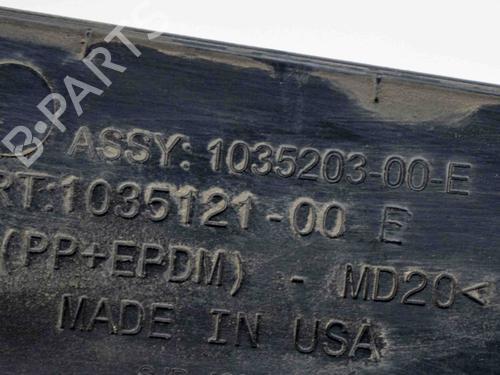 ASSY: 1035203-00-E
RT:1035121-00 E
(PP+EPDM) - MD20<
MADE IN USA
B-PARTS